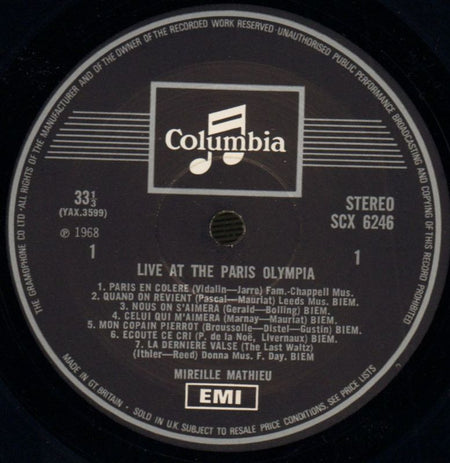 THE GRAMOPHONE CO LTD·ALL RIGHTS OF THE MANUFACTURER AND OF THE OWNER OF THE RECORDED WORK RESERVED·UNAUTHORISED PUBLIC PERFORMANCE BROADCASTING AND COPYING OF THIS RECORD PROHIBITED
Columbia
33⅓
(YAX.3599)
℗ 1968
1
STEREO
SCX 6246
1
LIVE AT THE PARIS OLYMPIA
1. PARIS EN COLERE (Vidalin—Jarre) Fam.-Chappell Mus.
2. QUAND ON REVIENT (Pascal—Mauriat) Leeds Mus. BIEM.
3. NOUS ON S'AIMERA (Gerald—Bolling) BIEM.
4. CELUI QUI M'AIMERA (Marnay—Mauriat) BIEM.
5. MON COPAIN PIERROT (Broussolle—Distel—Gustin) BIEM.
6. ECOUTE CE CRI (P. de la Noë, Livernaux) BIEM.
7. LA DERNIERE VALSE (The Last Waltz)
(Ithler—Reed) Donna Mus. F. Day. BIEM
MIREILLE MATHIEU
EMI
MADE IN GT BRITAIN · SOLD IN U.K. SUBJECT TO RESALE PRICE CONDITIONS, SEE PRICE LISTS